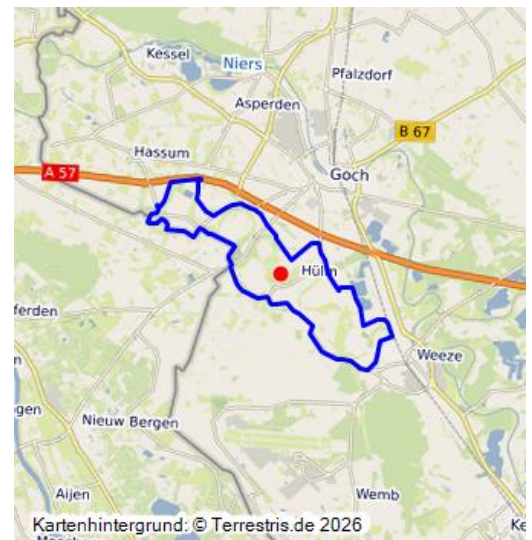 Kessel
Niers
Pfalzdorf
Asperden
B 67
Hassum
Goch
A 57
Hülm
ferden
Weeze
gen
Nieuw Bergen
Aijen
Wemb
Ke
Kartenhintergrund: © Terrestris.de 2026